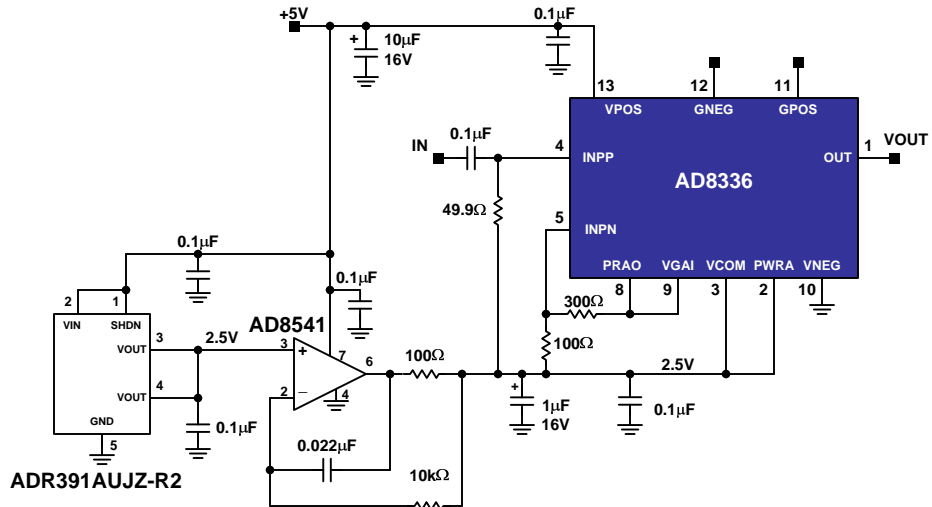 +5V
+
10μF
16V
0.1μF
13
12
11
VPOS
GNEG
GPOS
IN
0.1μF
4
INPP
OUT
1
VOUT
AD8336
49.9Ω
5
INPN
PRAO
VGAI
VCOM
PWRA
VNEG
8
9
3
2
10
0.1μF
0.1μF
2
1
VIN
SHDN
AD8541
300Ω
100Ω
VOUT
3
2.5V
3
+
7
6
100Ω
2.5V
VOUT
4
2
–
4
+
1μF
16V
0.1μF
GND
5
0.1μF
0.022μF
10kΩ
ADR391AUJZ-R2